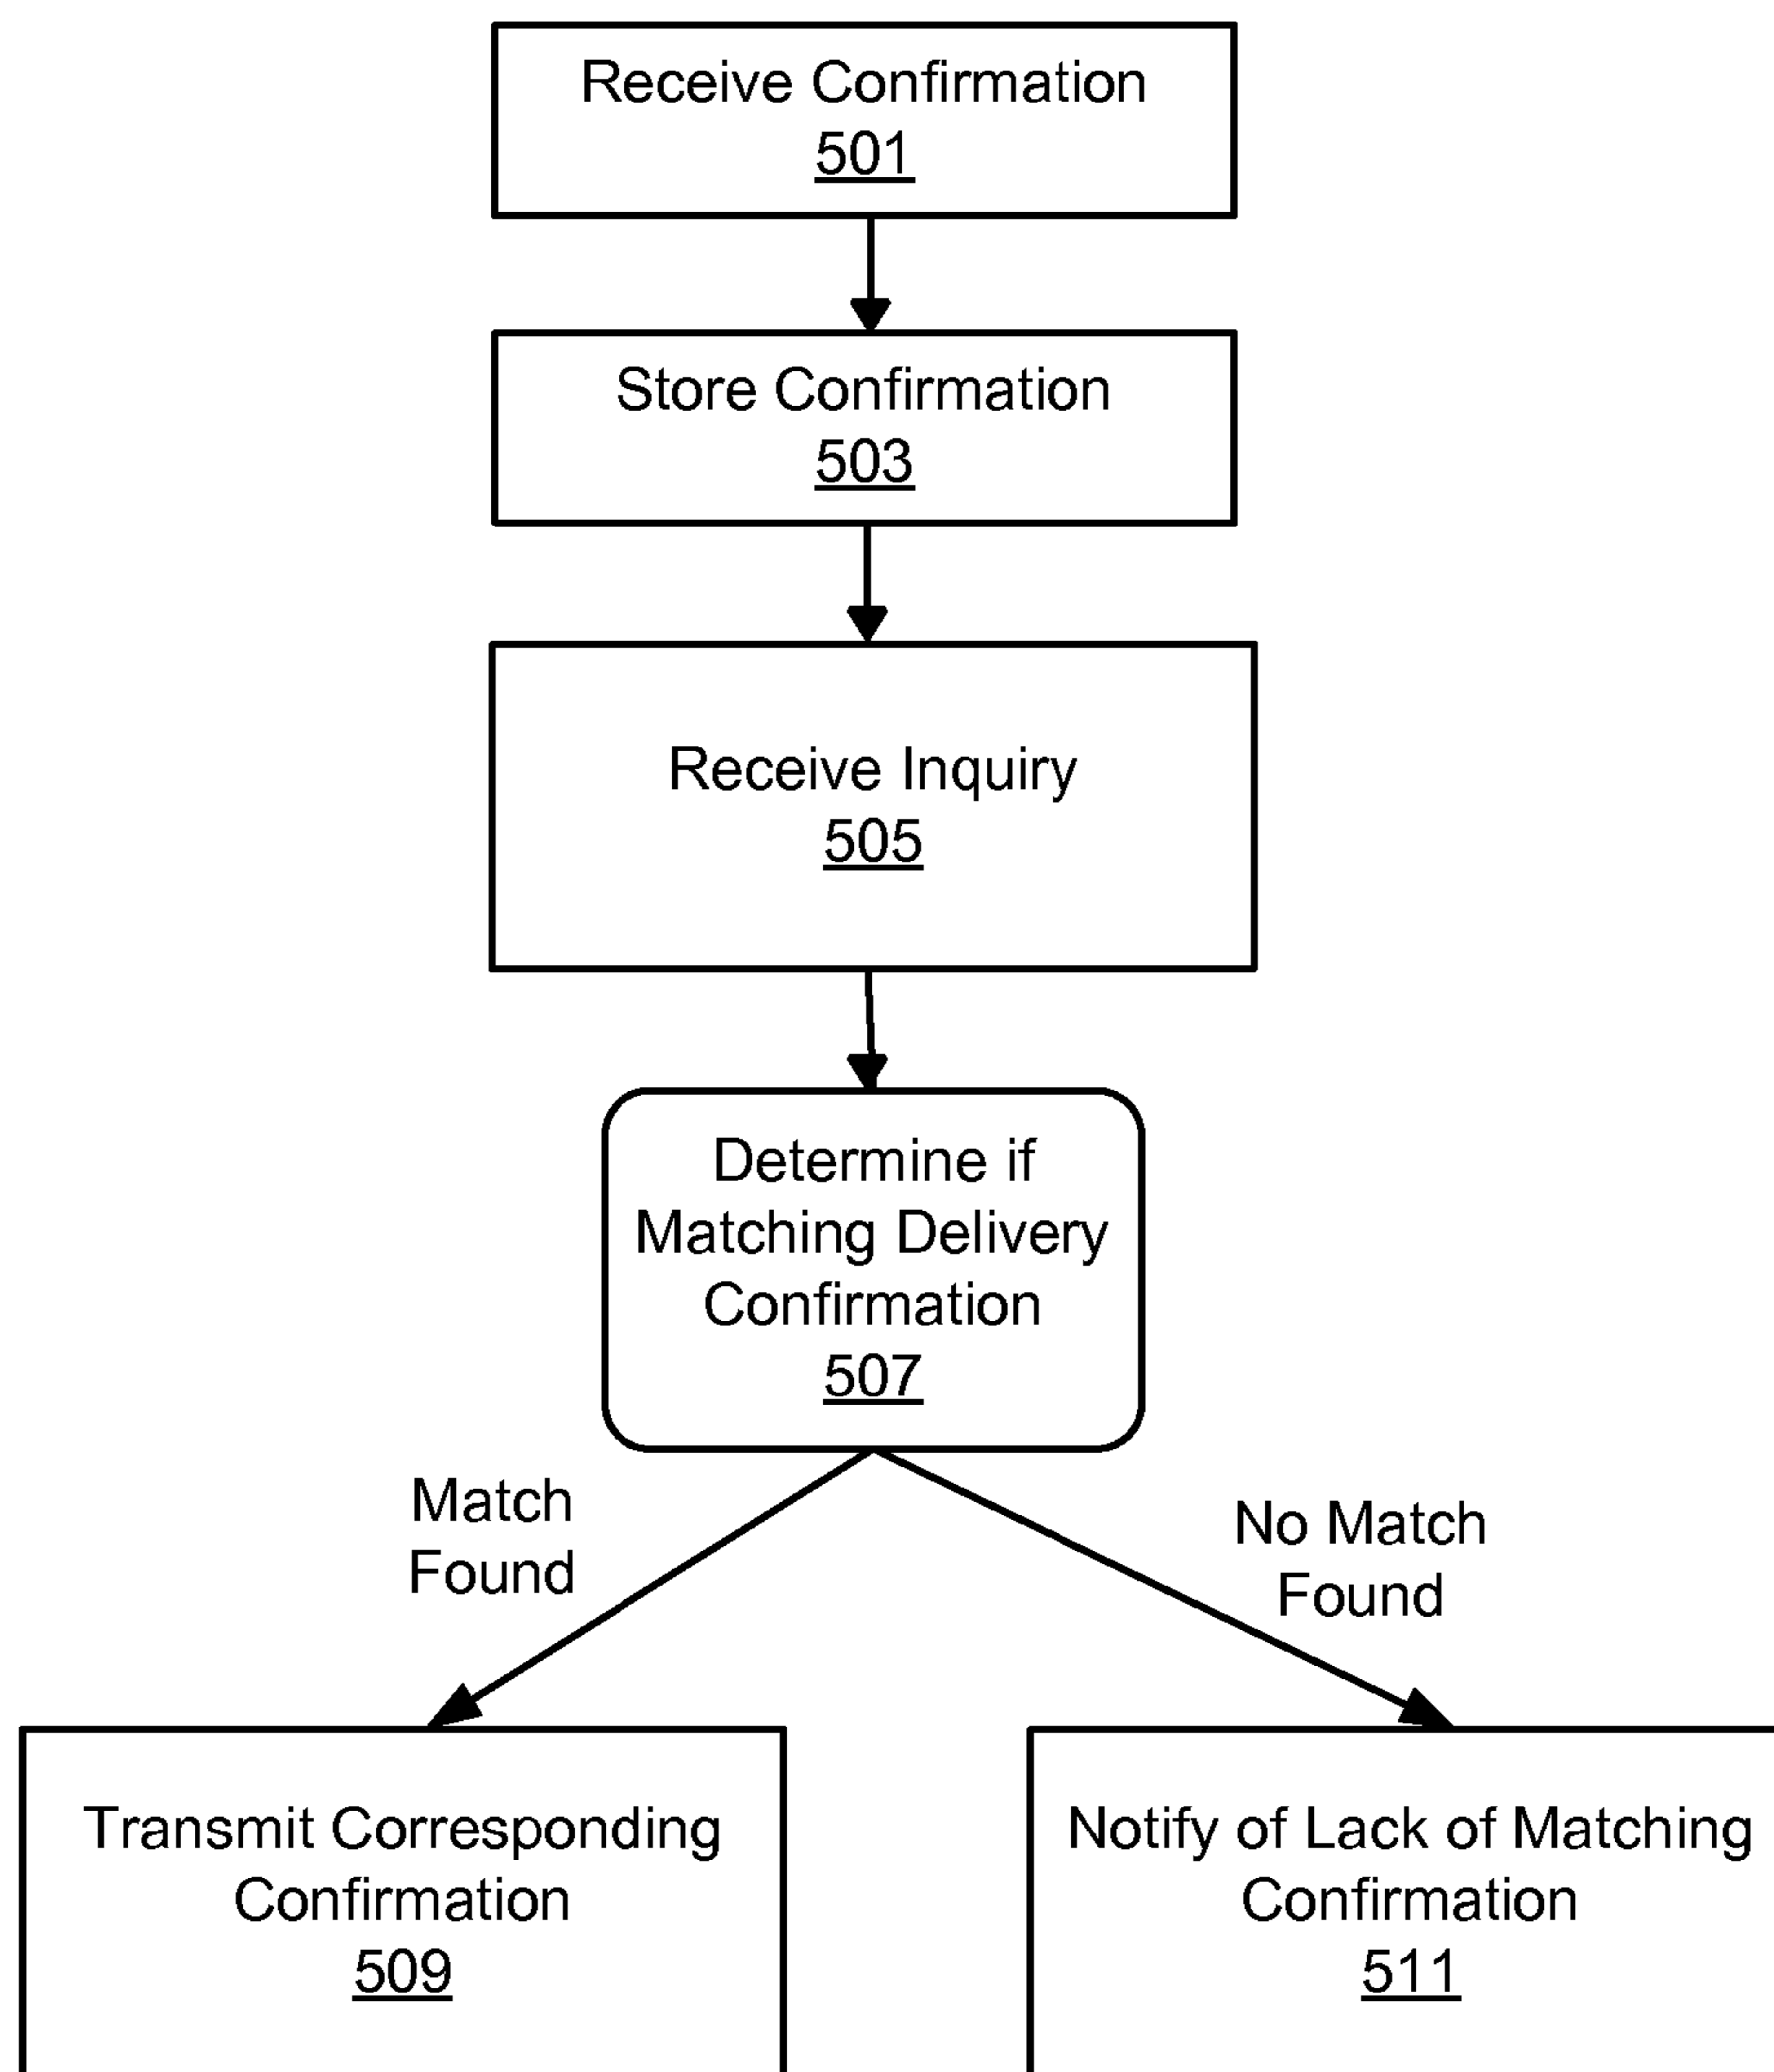 Receive Confirmation
501
Store Confirmation
503
Receive Inquiry
505
Determine if
Matching Delivery
Confirmation
507
Match
Found
No Match
Found
Transmit Corresponding
Confirmation
509
Notify of Lack of Matching
Confirmation
511